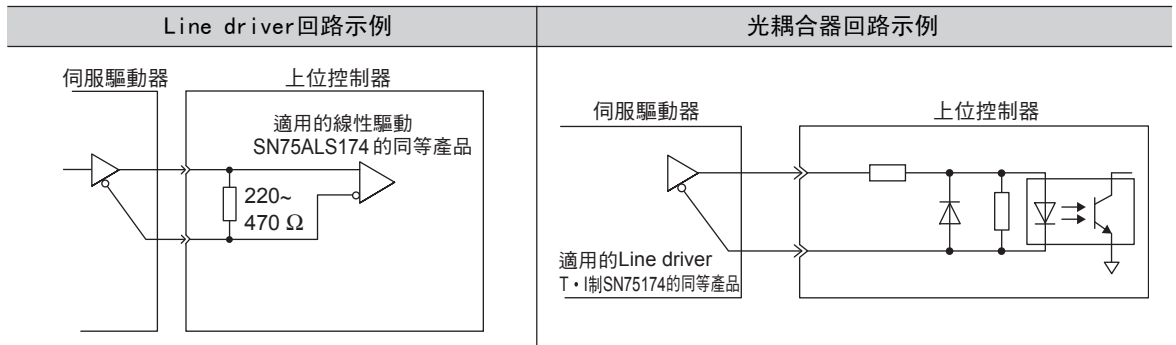 Line driver回路示例
光耦合器回路示例
伺服驅動器
上位控制器
適用的線性驅動
SN75ALS174 的同等產品
220~
470 Ω
伺服驅動器
上位控制器
適用的Line driver
T・I制SN75174的同等產品